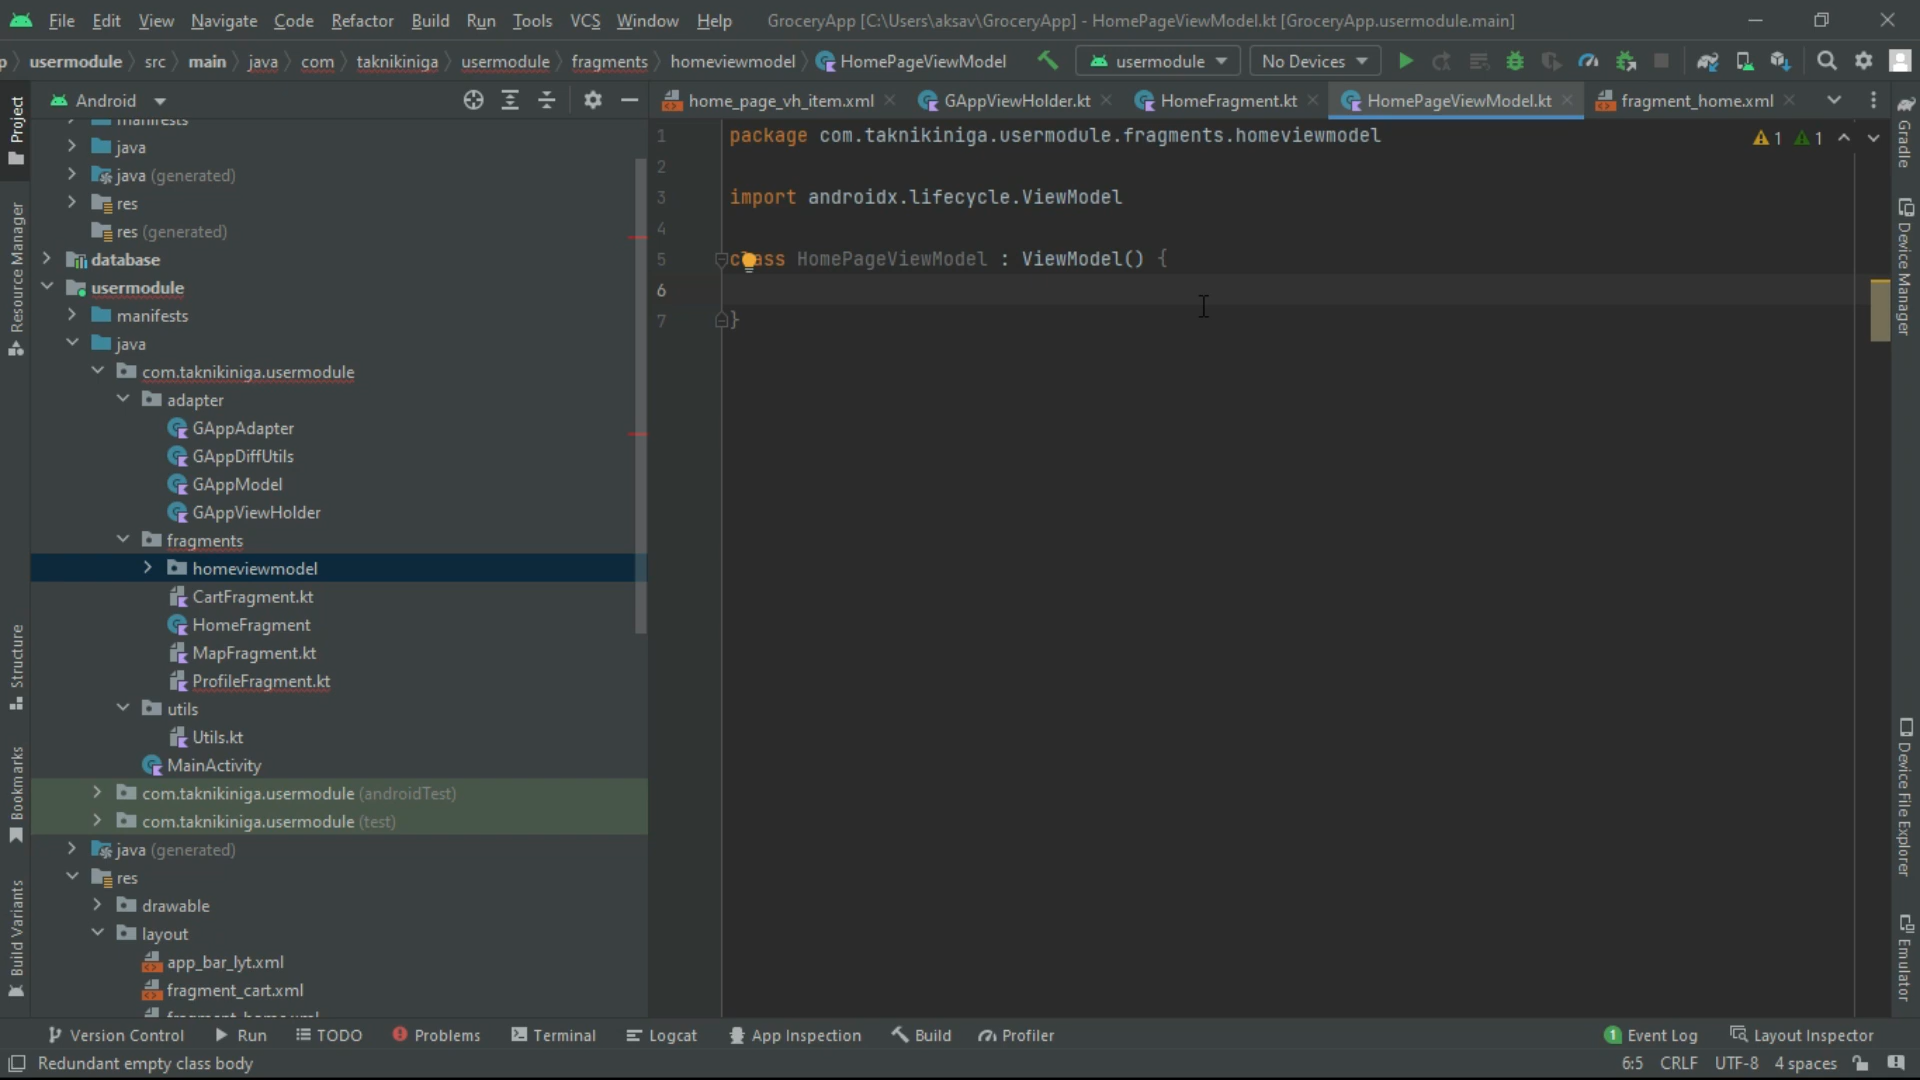 File Edit View Navigate Code Refactor Build Run Tools VCS Window Help GroceryApp [C:\Users\aksav\GroceryApp] - HomePageViewModel.kt [GroceryApp.usermodule.main]
p usermodule src main java com taknikiniga usermodule fragments homeviewmodel HomePageViewModel usermodule No Devices
Android
home_page_vh_item.xml GAppViewHolder.kt HomeFragment.kt HomePageViewModel.kt fragment_home.xml
manifests
java
java (generated)
res
res (generated)
database
usermodule
manifests
java
com.taknikiniga.usermodule
adapter
GAppAdapter
GAppDiffUtils
GAppModel
GAppViewHolder
fragments
homeviewmodel
CartFragment.kt
HomeFragment
MapFragment.kt
ProfileFragment.kt
utils
Utils.kt
MainActivity
com.taknikiniga.usermodule (androidTest)
com.taknikiniga.usermodule (test)
java (generated)
res
drawable
layout
app_bar_lyt.xml
fragment_cart.xml
fragment_home.xml
1 package com.taknikiniga.usermodule.fragments.homeviewmodel
2
3 import androidx.lifecycle.ViewModel
4
5 class HomePageViewModel : ViewModel() {
6
7 }
1 1
Project
Resource Manager
Structure
Bookmarks
Build Variants
Gradle
Device Manager
Device File Explorer
Emulator
Version Control Run TODO Problems Terminal Logcat App Inspection Build Profiler 1 Event Log Layout Inspector
Redundant empty class body 6:5 CRLF UTF-8 4 spaces